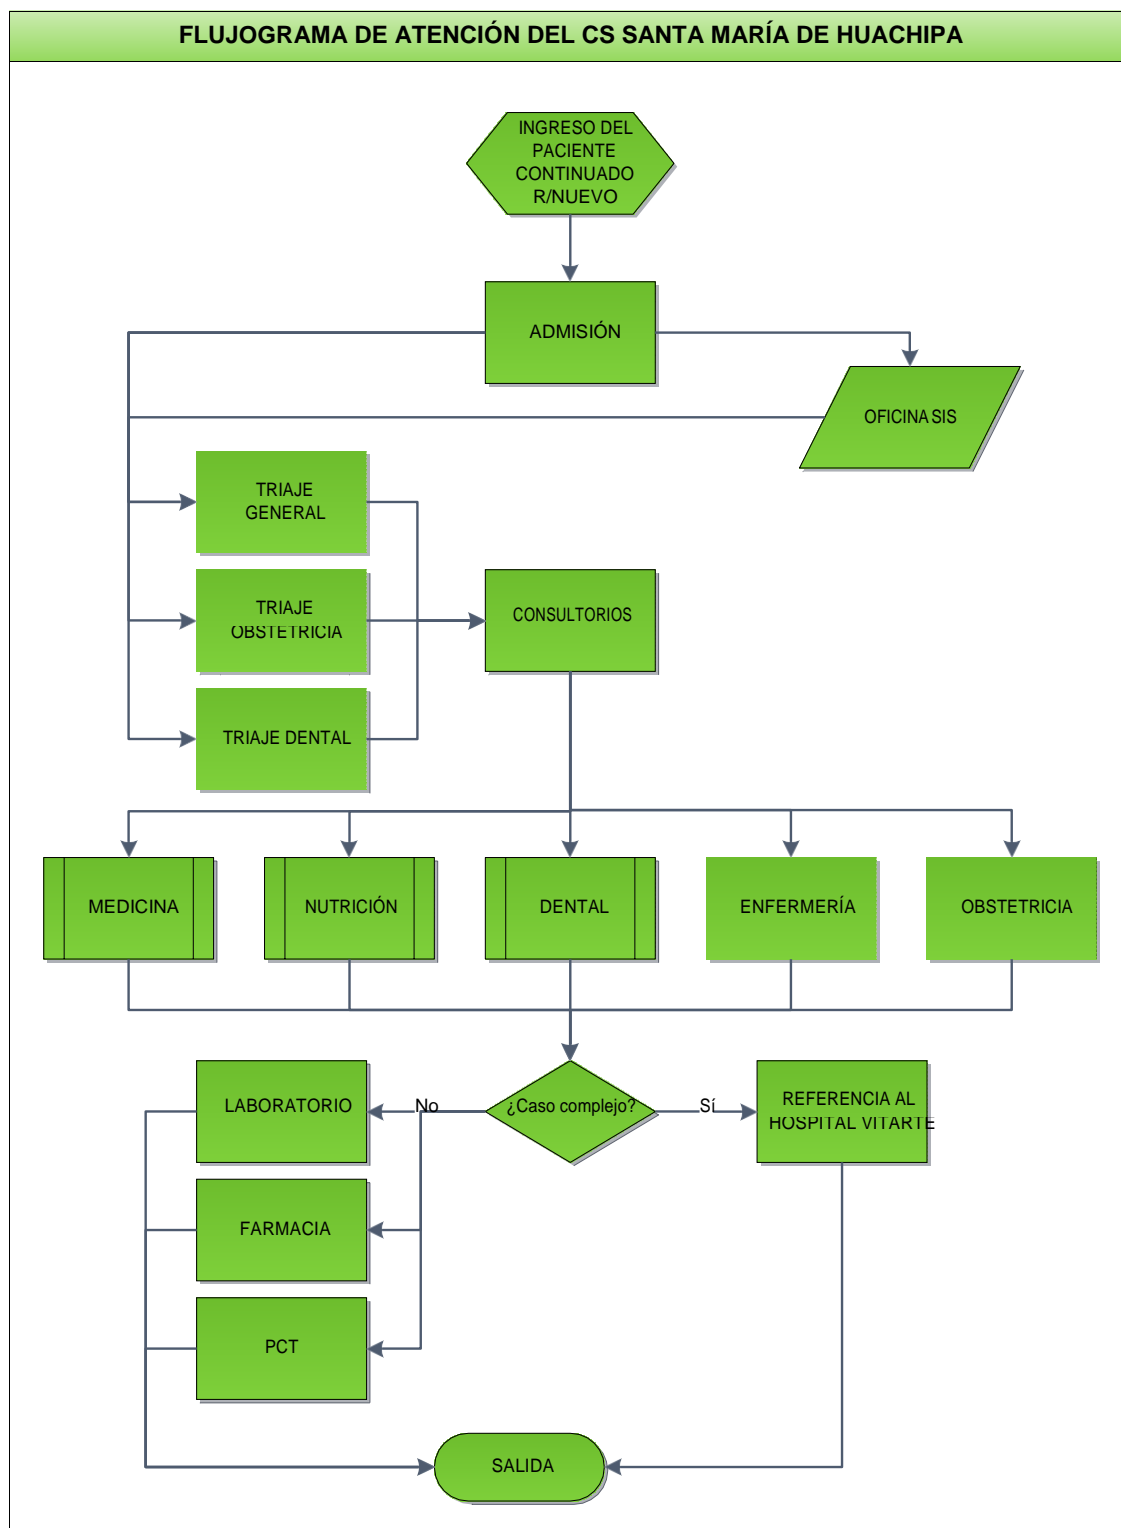 FLUJOGRAMA DE ATENCIÓN DEL CS SANTA MARÍA DE HUACHIPA
INGRESO DEL
PACIENTE
CONTINUADO
R/NUEVO
ADMISIÓN
OFICINA SIS
TRIAJE
GENERAL
TRIAJE
OBSTETRICIA
CONSULTORIOS
TRIAJE DENTAL
MEDICINA
NUTRICIÓN
DENTAL
ENFERMERÍA
OBSTETRICIA
LABORATORIO
No
¿Caso complejo?
Sí
REFERENCIA AL
HOSPITAL VITARTE
FARMACIA
PCT
SALIDA